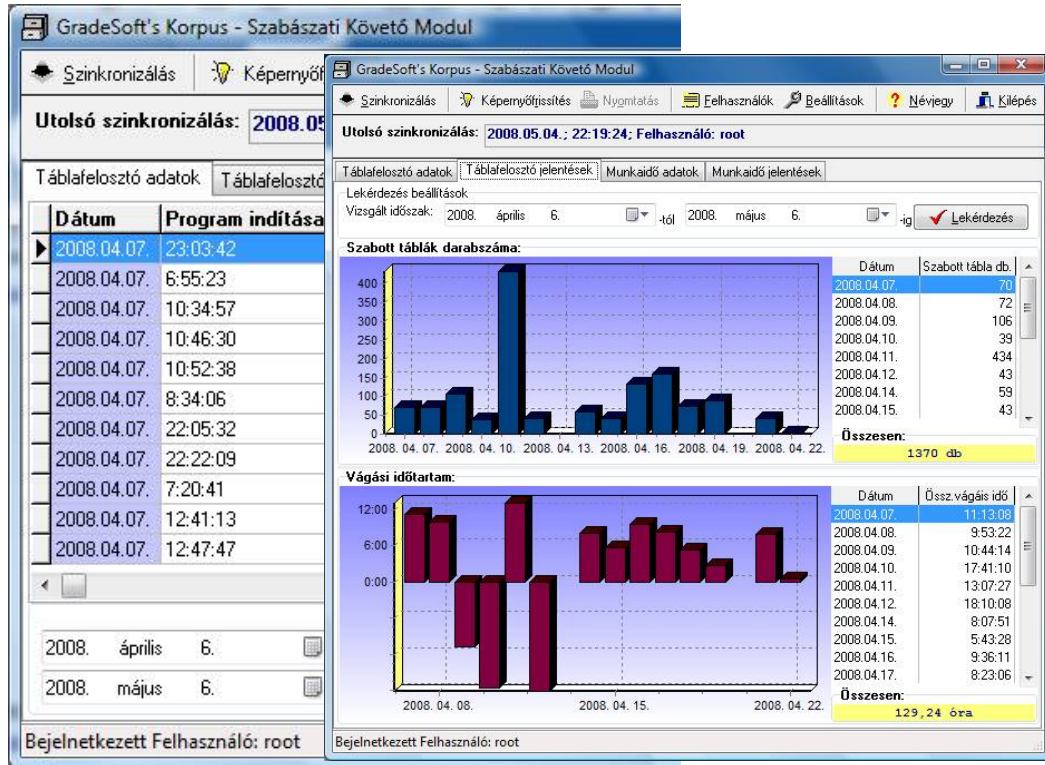 GradeSoft's Korpus - Szabászati Követő Modul
Szinkronizálás
Utolsó szinkronizálás: 2008.05
Táblafelosztó adatok Táblafelosztó
Dátum Program indítása
2008.04.07. 23:03:42
2008.04.07. 6:55:23
2008.04.07. 10:34:57
2008.04.07. 10:46:30
2008.04.07. 10:52:38
2008.04.07. 8:34:06
2008.04.07. 22:05:32
2008.04.07. 22:22:09
2008.04.07. 7:20:41
2008.04.07. 12:41:13
2008.04.07. 12:47:47
2008. április 6.
2008. május 6.
Bejelnetkezett Felhasználó: root
GradeSoft's Korpus - Szabászati Követő Modul
Szinkronizálás Képernyőfrissítés Nyomtatás Felhasználók Beállítások Névjegy Kilépés
Utolsó szinkronizálás: 2008.05.04.; 22:19:24; Felhasználó: root
Táblafelosztó adatok Táblafelosztó jelentések Munkaidő adatok Munkaidő jelentések
Lekérdezés beállítások
Vizsgált időszak: 2008. április 6. -tól 2008. május 6. -ig Lekérdezés
Szabott táblák darabszáma:
400
350
300
250
200
150
100
50
0
2008. 04. 07. 2008. 04. 10. 2008. 04. 13. 2008. 04. 16. 2008. 04. 19. 2008. 04. 22.
Dátum Szabott tábla db.
2008.04.07. 70
2008.04.08. 72
2008.04.09. 106
2008.04.10. 39
2008.04.11. 434
2008.04.12. 43
2008.04.14. 59
2008.04.15. 43
Összesen:
1370 db
Vágási időtartam:
12:00
6:00
0:00
2008. 04. 08. 2008. 04. 15. 2008. 04. 22.
Dátum Össz.vágáis idő
2008.04.07. 11:13:08
2008.04.08. 9:53:22
2008.04.09. 10:44:14
2008.04.10. 17:41:10
2008.04.11. 13:07:27
2008.04.12. 18:10:08
2008.04.14. 8:07:51
2008.04.15. 5:43:28
2008.04.16. 9:36:11
2008.04.17. 8:23:06
Összesen:
129,24 óra
Bejelnetkezett Felhasználó: root